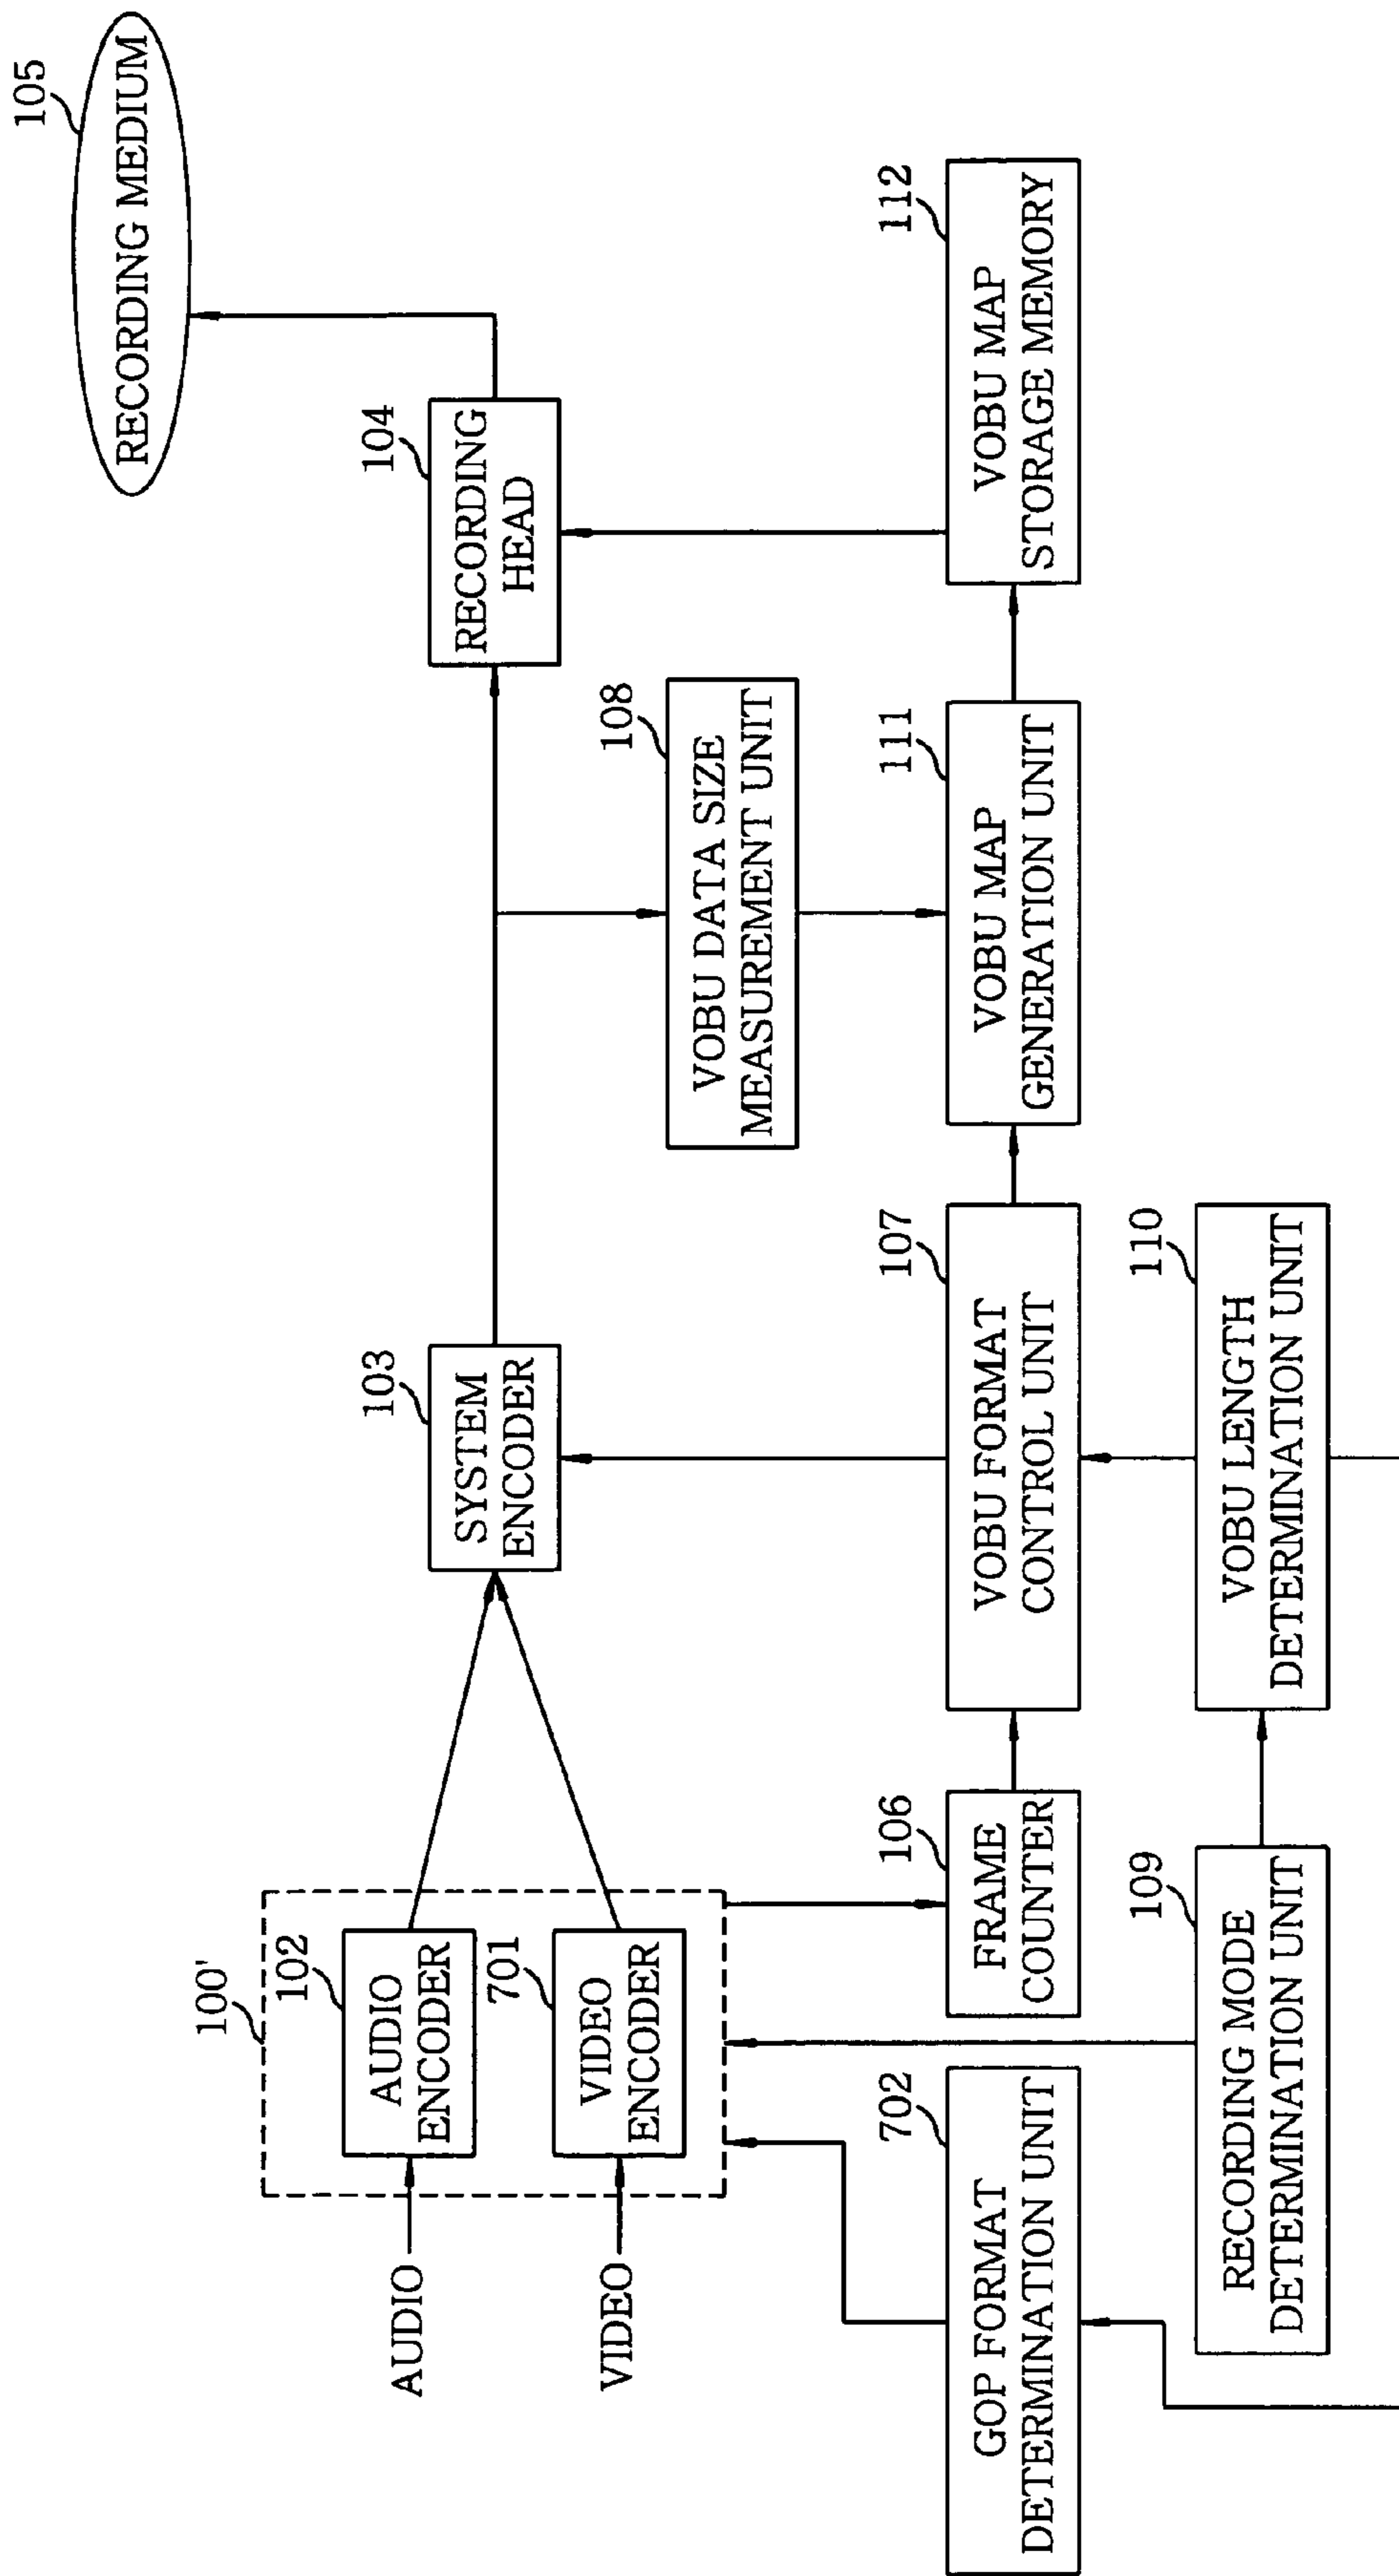 100'
AUDIO
102
AUDIO
ENCODER
VIDEO
701
VIDEO
ENCODER
103
SYSTEM
ENCODER
104
RECORDING
HEAD
105
RECORDING MEDIUM
108
VOBU DATA SIZE
MEASUREMENT UNIT
702
GOP FORMAT
DETERMINATION UNIT
106
FRAME
COUNTER
107
VOBU FORMAT
CONTROL UNIT
111
VOBU MAP
GENERATION UNIT
112
VOBU MAP
STORAGE MEMORY
109
RECORDING MODE
DETERMINATION UNIT
110
VOBU LENGTH
DETERMINATION UNIT